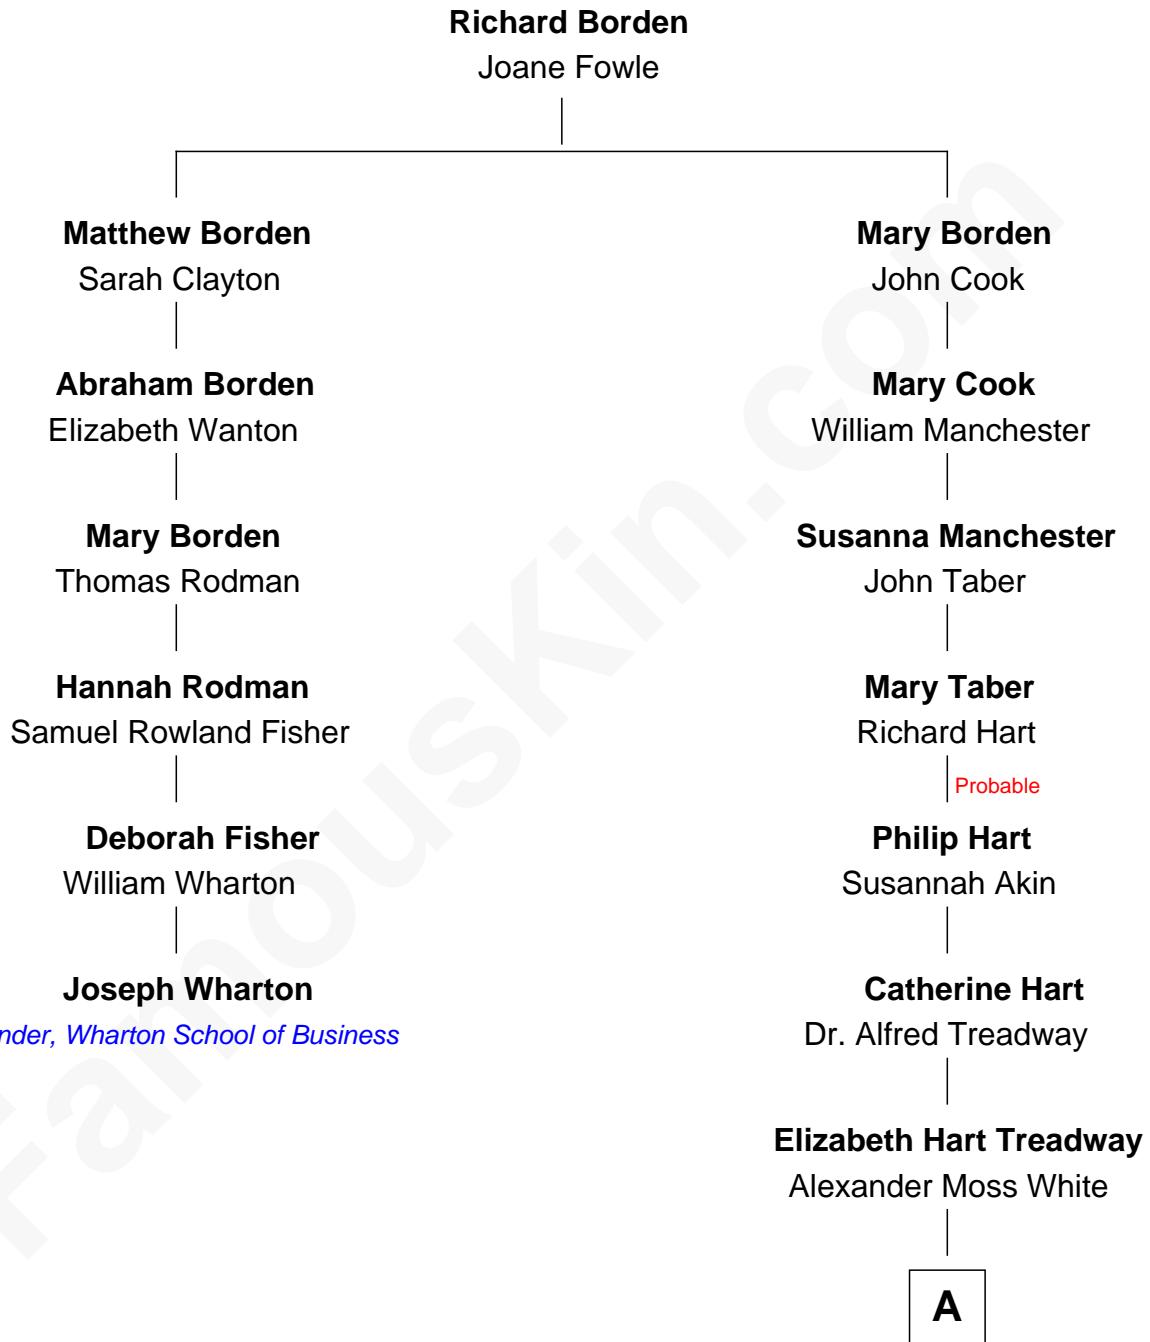 Richard Borden
Joane Fowle
Matthew Borden
Sarah Clayton
Mary Borden
John Cook
Abraham Borden
Elizabeth Wanton
Mary Cook
William Manchester
Mary Borden
Thomas Rodman
Susanna Manchester
John Taber
Hannah Rodman
Samuel Rowland Fisher
Mary Taber
Richard Hart
Probable
Deborah Fisher
William Wharton
Philip Hart
Susannah Akin
Joseph Wharton
nder, Wharton School of Business
Catherine Hart
Dr. Alfred Treadway
Elizabeth Hart Treadway
Alexander Moss White
A
FamousKin.com